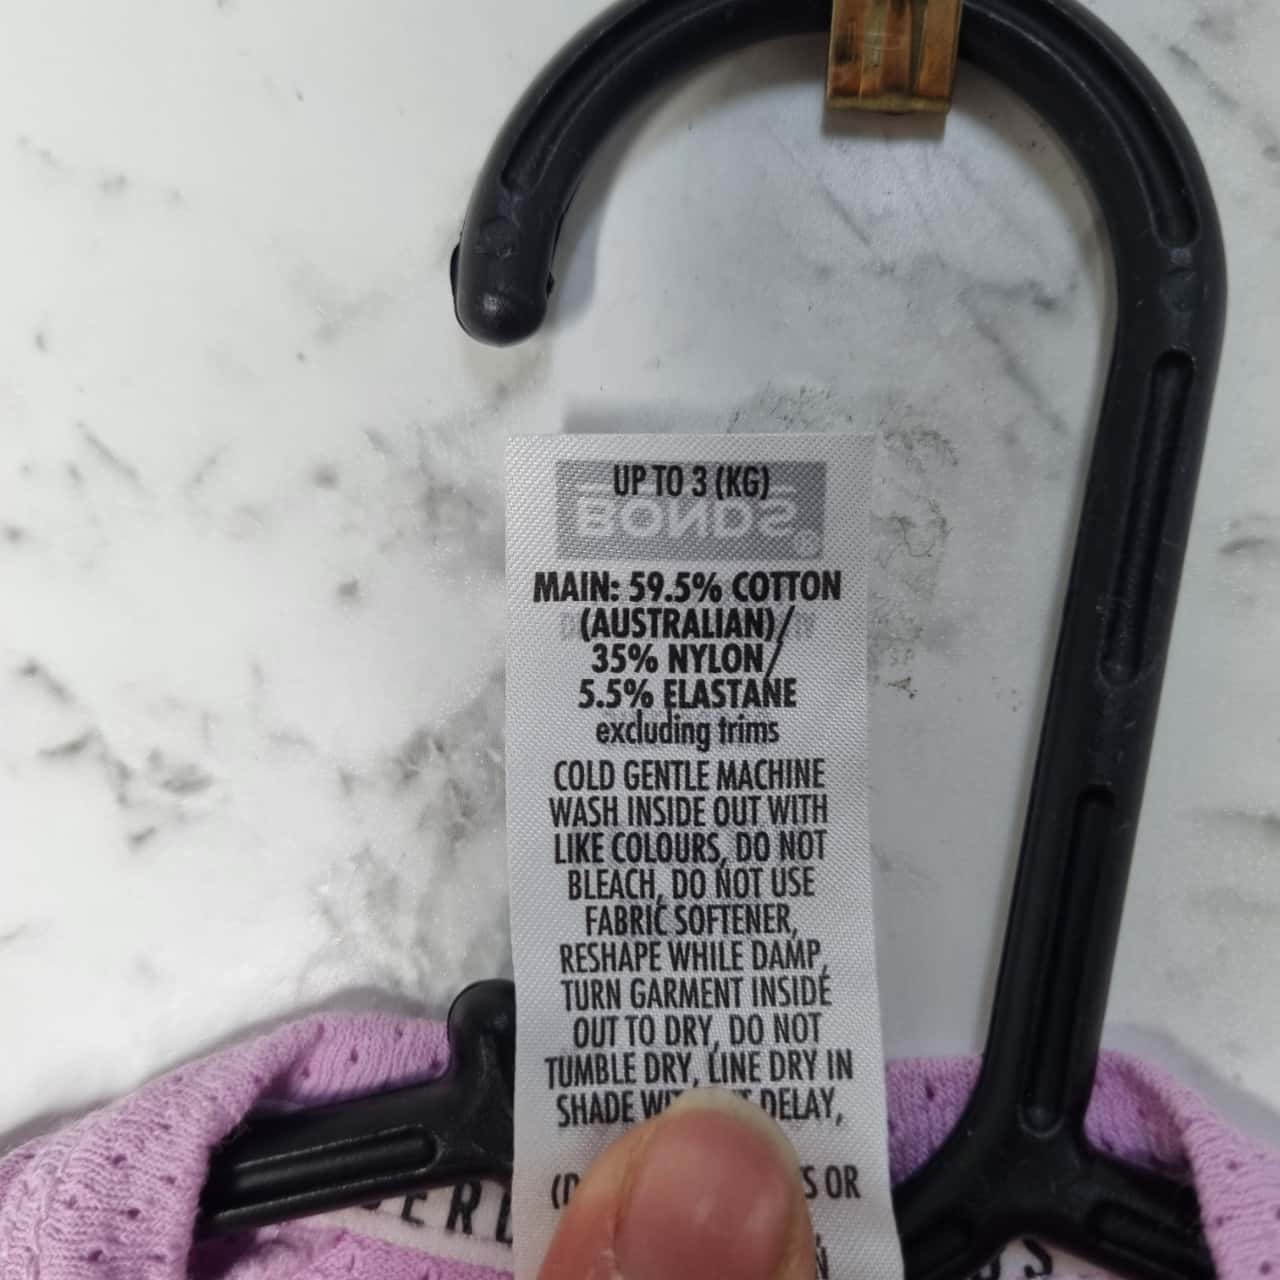 UP TO 3 (KG)
BONDS
MAIN: 59.5% COTTON
(AUSTRALIAN)/
35% NYLON/
5.5% ELASTANE
excluding trims
COLD GENTLE MACHINE
WASH INSIDE OUT WITH
LIKE COLOURS, DO NOT
BLEACH, DO NOT USE
FABRIC SOFTENER,
RESHAPE WHILE DAMP,
TURN GARMENT INSIDE
OUT TO DRY, DO NOT
TUMBLE DRY, LINE DRY IN
SHADE DELAY,
OR